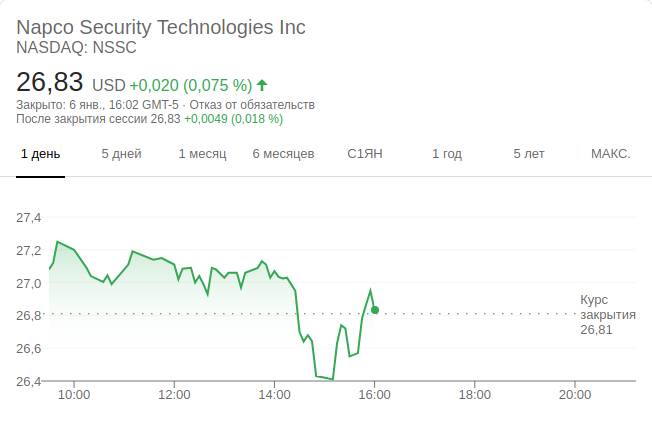 Napco Security Technologies Inc
NASDAQ: NSSC
26,83 USD +0,020 (0,075 %)
Закрыто: 6 янв., 16:02 GMT-5 · Отказ от обязательств
После закрытия сессии 26,83 +0,0049 (0,018 %)
1 день 5 дней 1 месяц 6 месяцев С1ЯН 1 год 5 лет МАКС.
27,4
27,2
27,0
26,8
26,6
26,4
Курс
закрытия
26,81
10:00 12:00 14:00 16:00 18:00 20:00